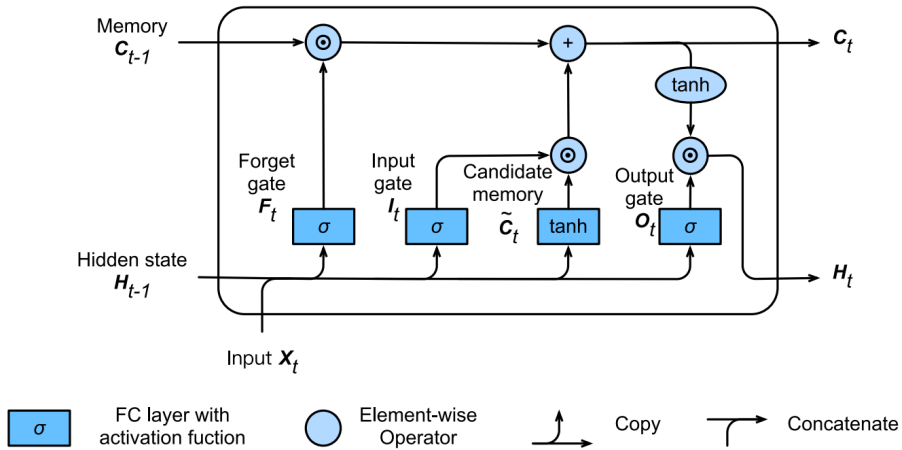 Memory
C_{t-1}
⊙
+
C_t
tanh
Forget
gate
F_t
Input
gate
I_t
Candidate
memory
C̃_t
⊙
Output
gate
O_t
⊙
σ
σ
tanh
σ
Hidden state
H_{t-1}
H_t
Input X_t
σ
FC layer with
activation fuction
Element-wise
Operator
Copy
Concatenate